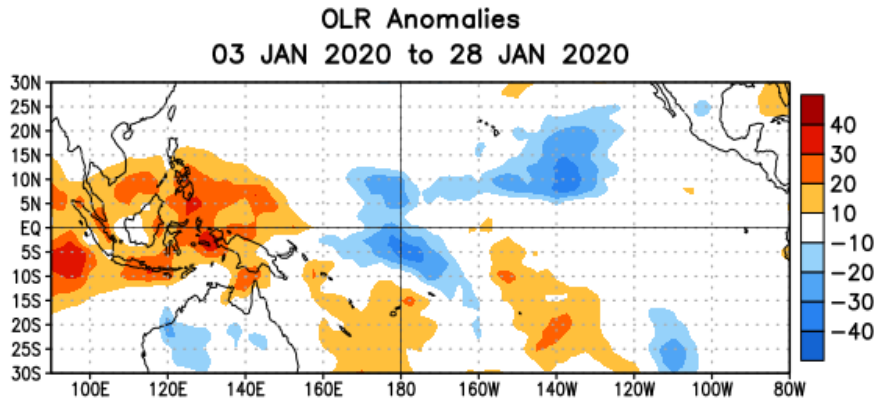 OLR Anomalies
03 JAN 2020 to 28 JAN 2020
30N
25N
20N
15N
10N
5N
EQ
5S
10S
15S
20S
25S
30S
100E 120E 140E 160E 180 160W 140W 120W 100W 80W
40
30
20
10
−10
−20
−30
−40